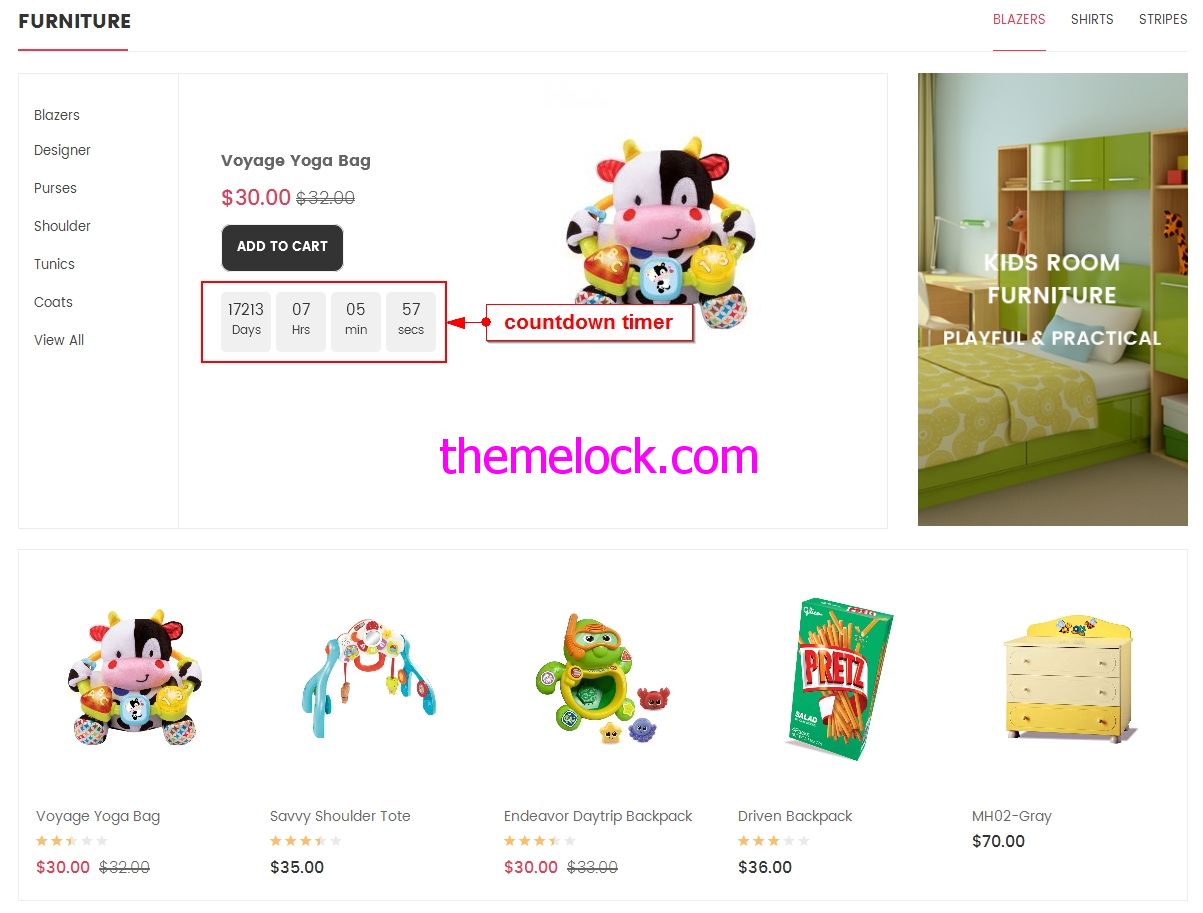 FURNITURE
BLAZERS
SHIRTS
STRIPES
Blazers
Designer
Purses
Shoulder
Tunics
Coats
View All
Voyage Yoga Bag
$30.00 $32.00
ADD TO CART
17213 07 05 57
Days Hrs min secs
countdown timer
ABC
123
KIDS ROOM
FURNITURE
PLAYFUL & PRACTICAL
themelock.com
Glico
PRETZ
SALAD
Voyage Yoga Bag
$30.00 $32.00
Savvy Shoulder Tote
$35.00
Endeavor Daytrip Backpack
$30.00 $33.00
Driven Backpack
$36.00
MH02-Gray
$70.00